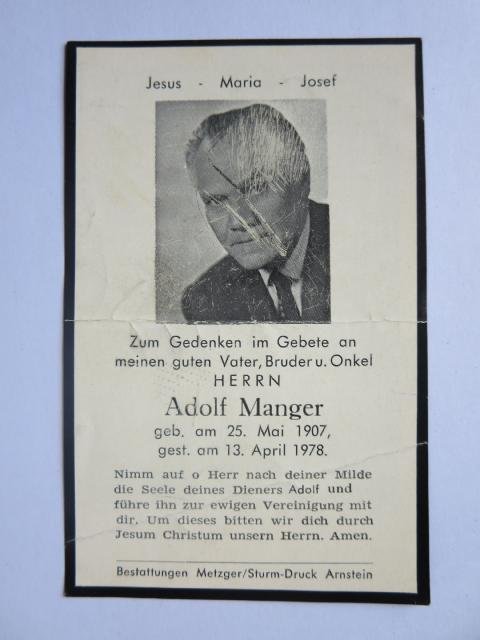 Jesus - Maria - Josef
Zum Gedenken im Gebete an
meinen guten Vater, Bruder u. Onkel
HERRN
Adolf Manger
geb. am 25. Mai 1907,
gest. am 13. April 1978.
Nimm auf o Herr nach deiner Milde
die Seele deines Dieners Adolf und
führe ihn zur ewigen Vereinigung mit
dir. Um dieses bitten wir dich durch
Jesum Christum unsern Herrn. Amen.
Bestattungen Metzger/Sturm-Druck Arnstein